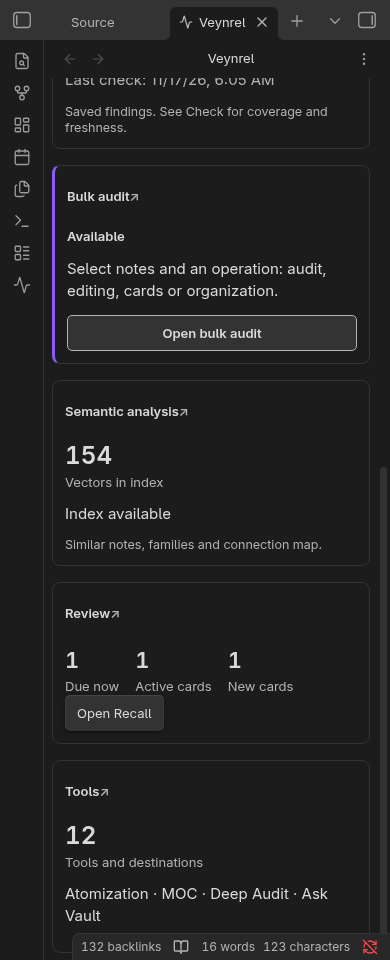 Source
Veynrel
Veynrel
Last check: 11/17/26, 6:05 AM
Saved findings. See Check for coverage and
freshness.
Bulk audit↗
Available
Select notes and an operation: audit,
editing, cards or organization.
Open bulk audit
Semantic analysis↗
154
Vectors in index
Index available
Similar notes, families and connection map.
Review↗
1 1 1
Due now Active cards New cards
Open Recall
Tools↗
12
Tools and destinations
Atomization · MOC · Deep Audit · Ask
Vault
132 backlinks 16 words 123 characters